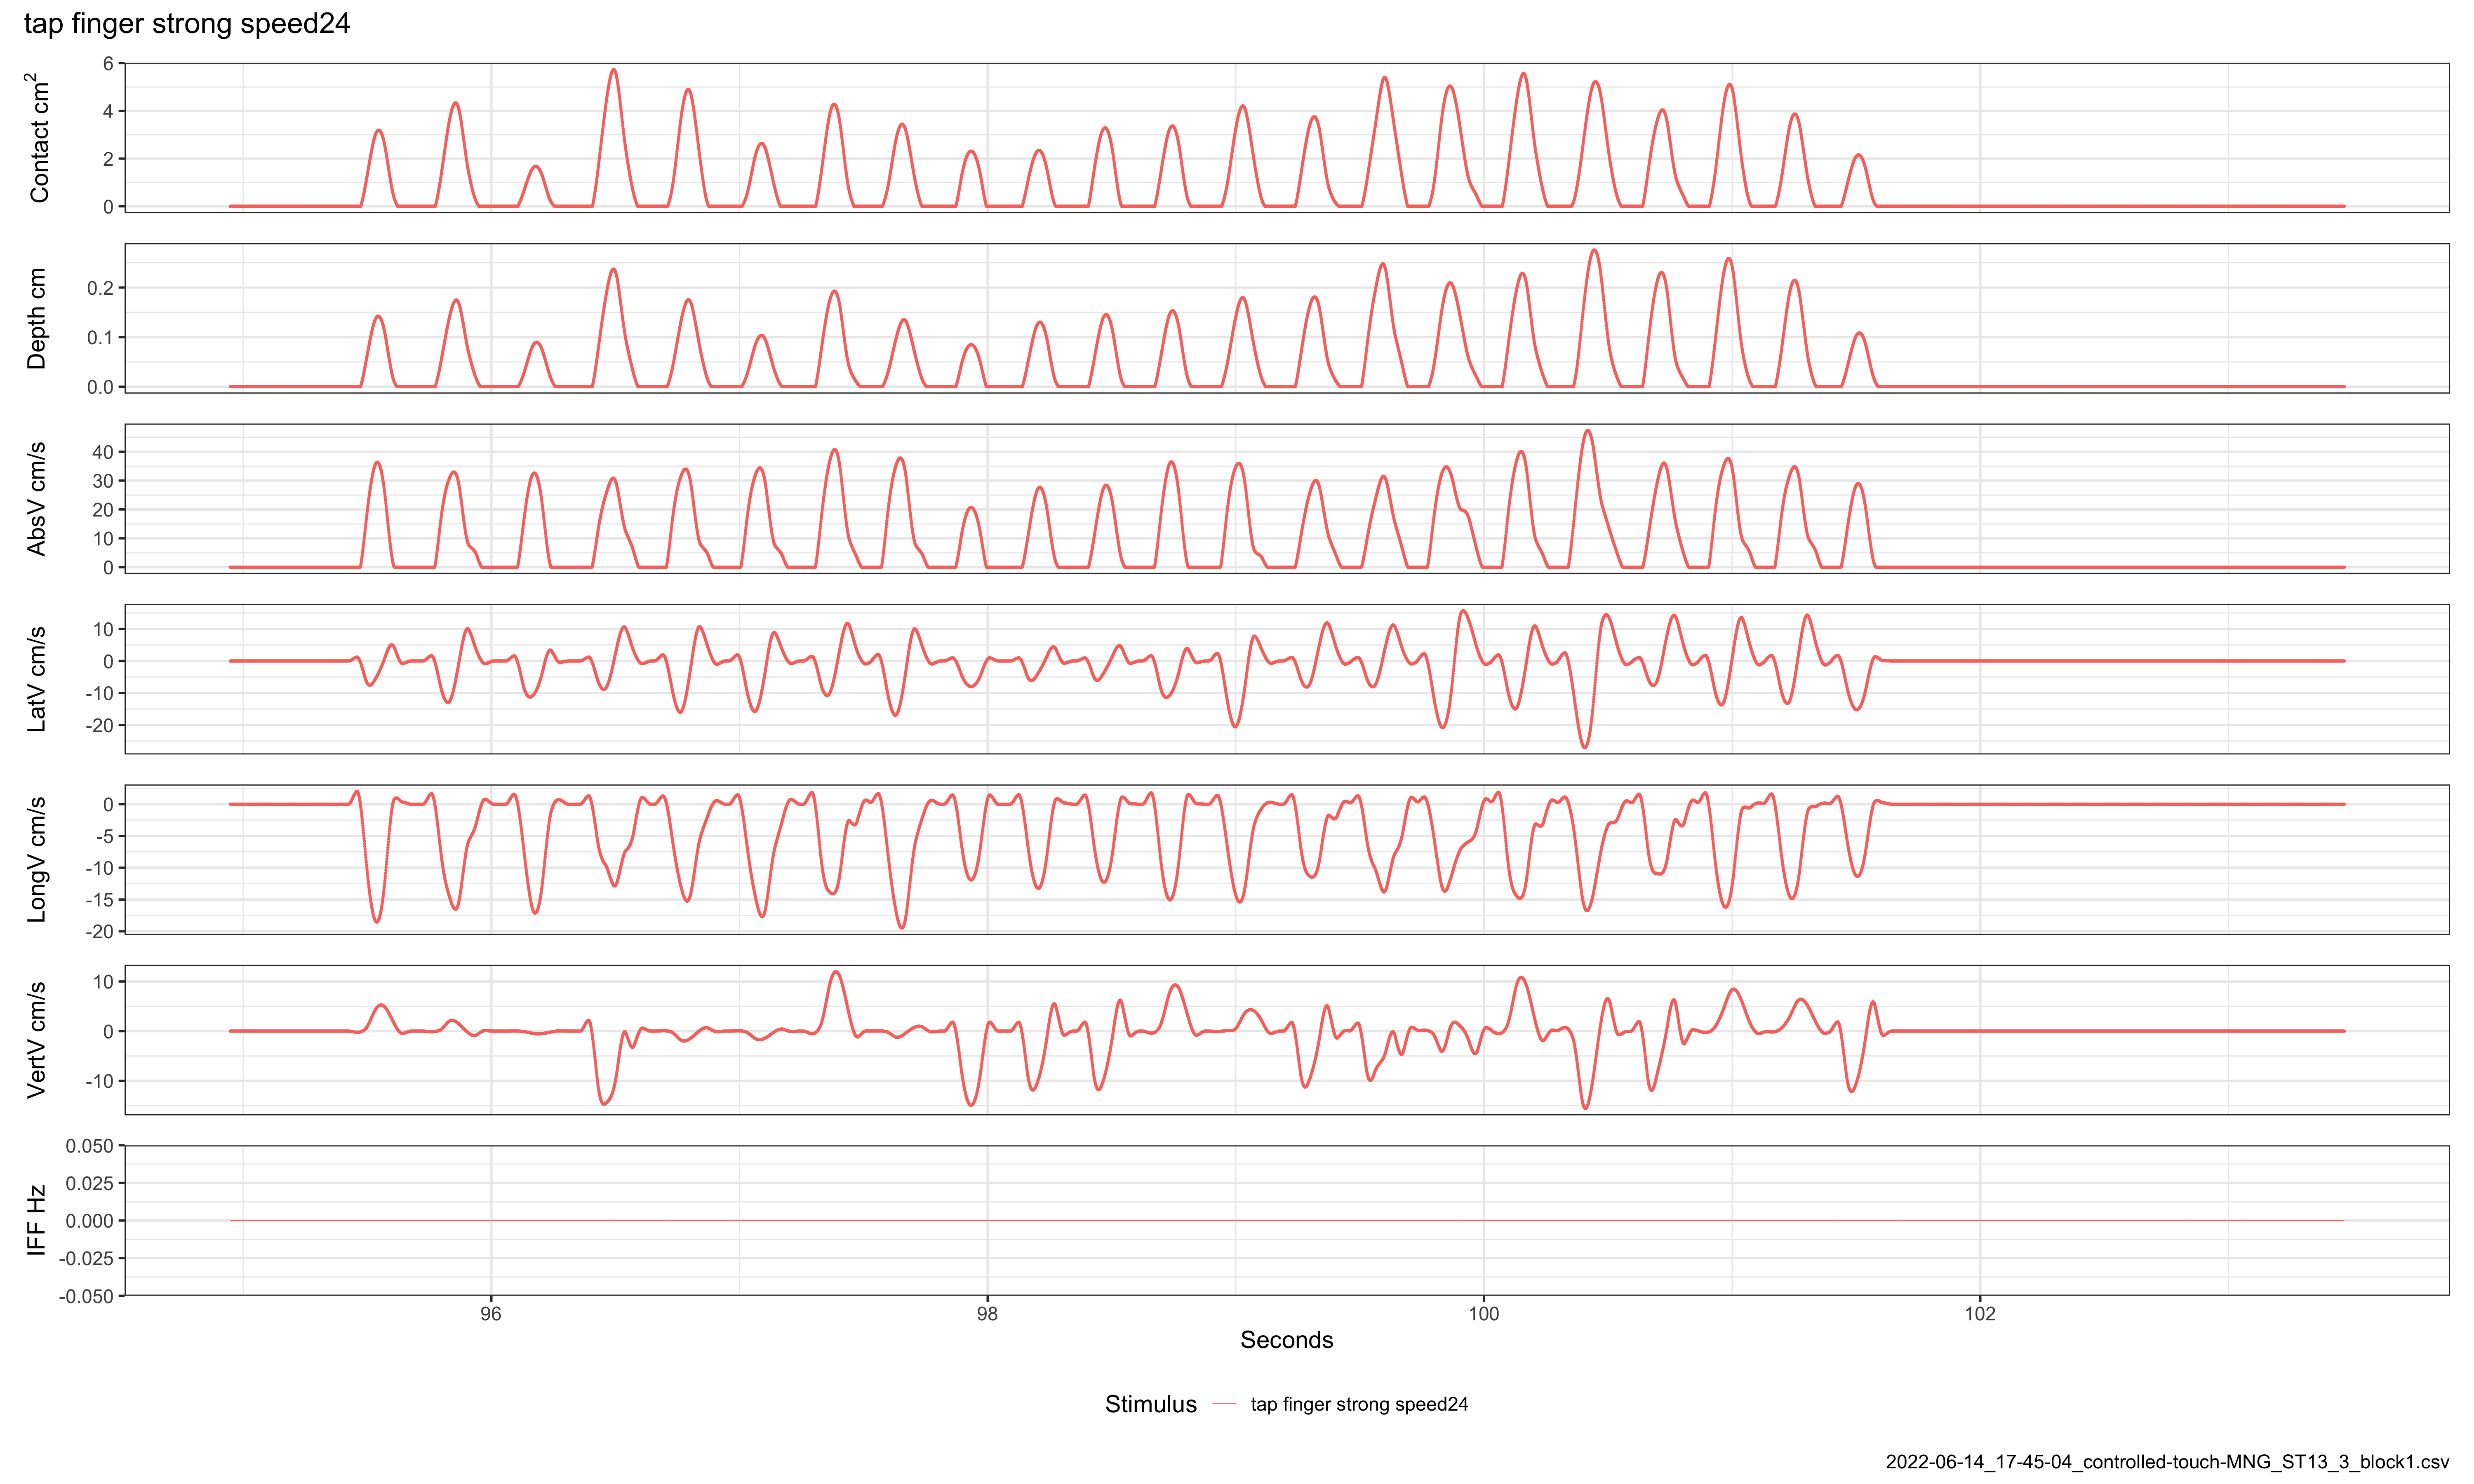 tap finger strong speed24
Contact cm²
6
4
2
0
Depth cm
0.2
0.1
0.0
AbsV cm/s
40
30
20
10
0
LatV cm/s
10
0
-10
-20
LongV cm/s
0
-5
-10
-15
-20
VertV cm/s
10
0
-10
IFF Hz
0.050
0.025
0.000
-0.025
-0.050
96 98 100 102
Seconds
Stimulus tap finger strong speed24
2022-06-14_17-45-04_controlled-touch-MNG_ST13_3_block1.csv